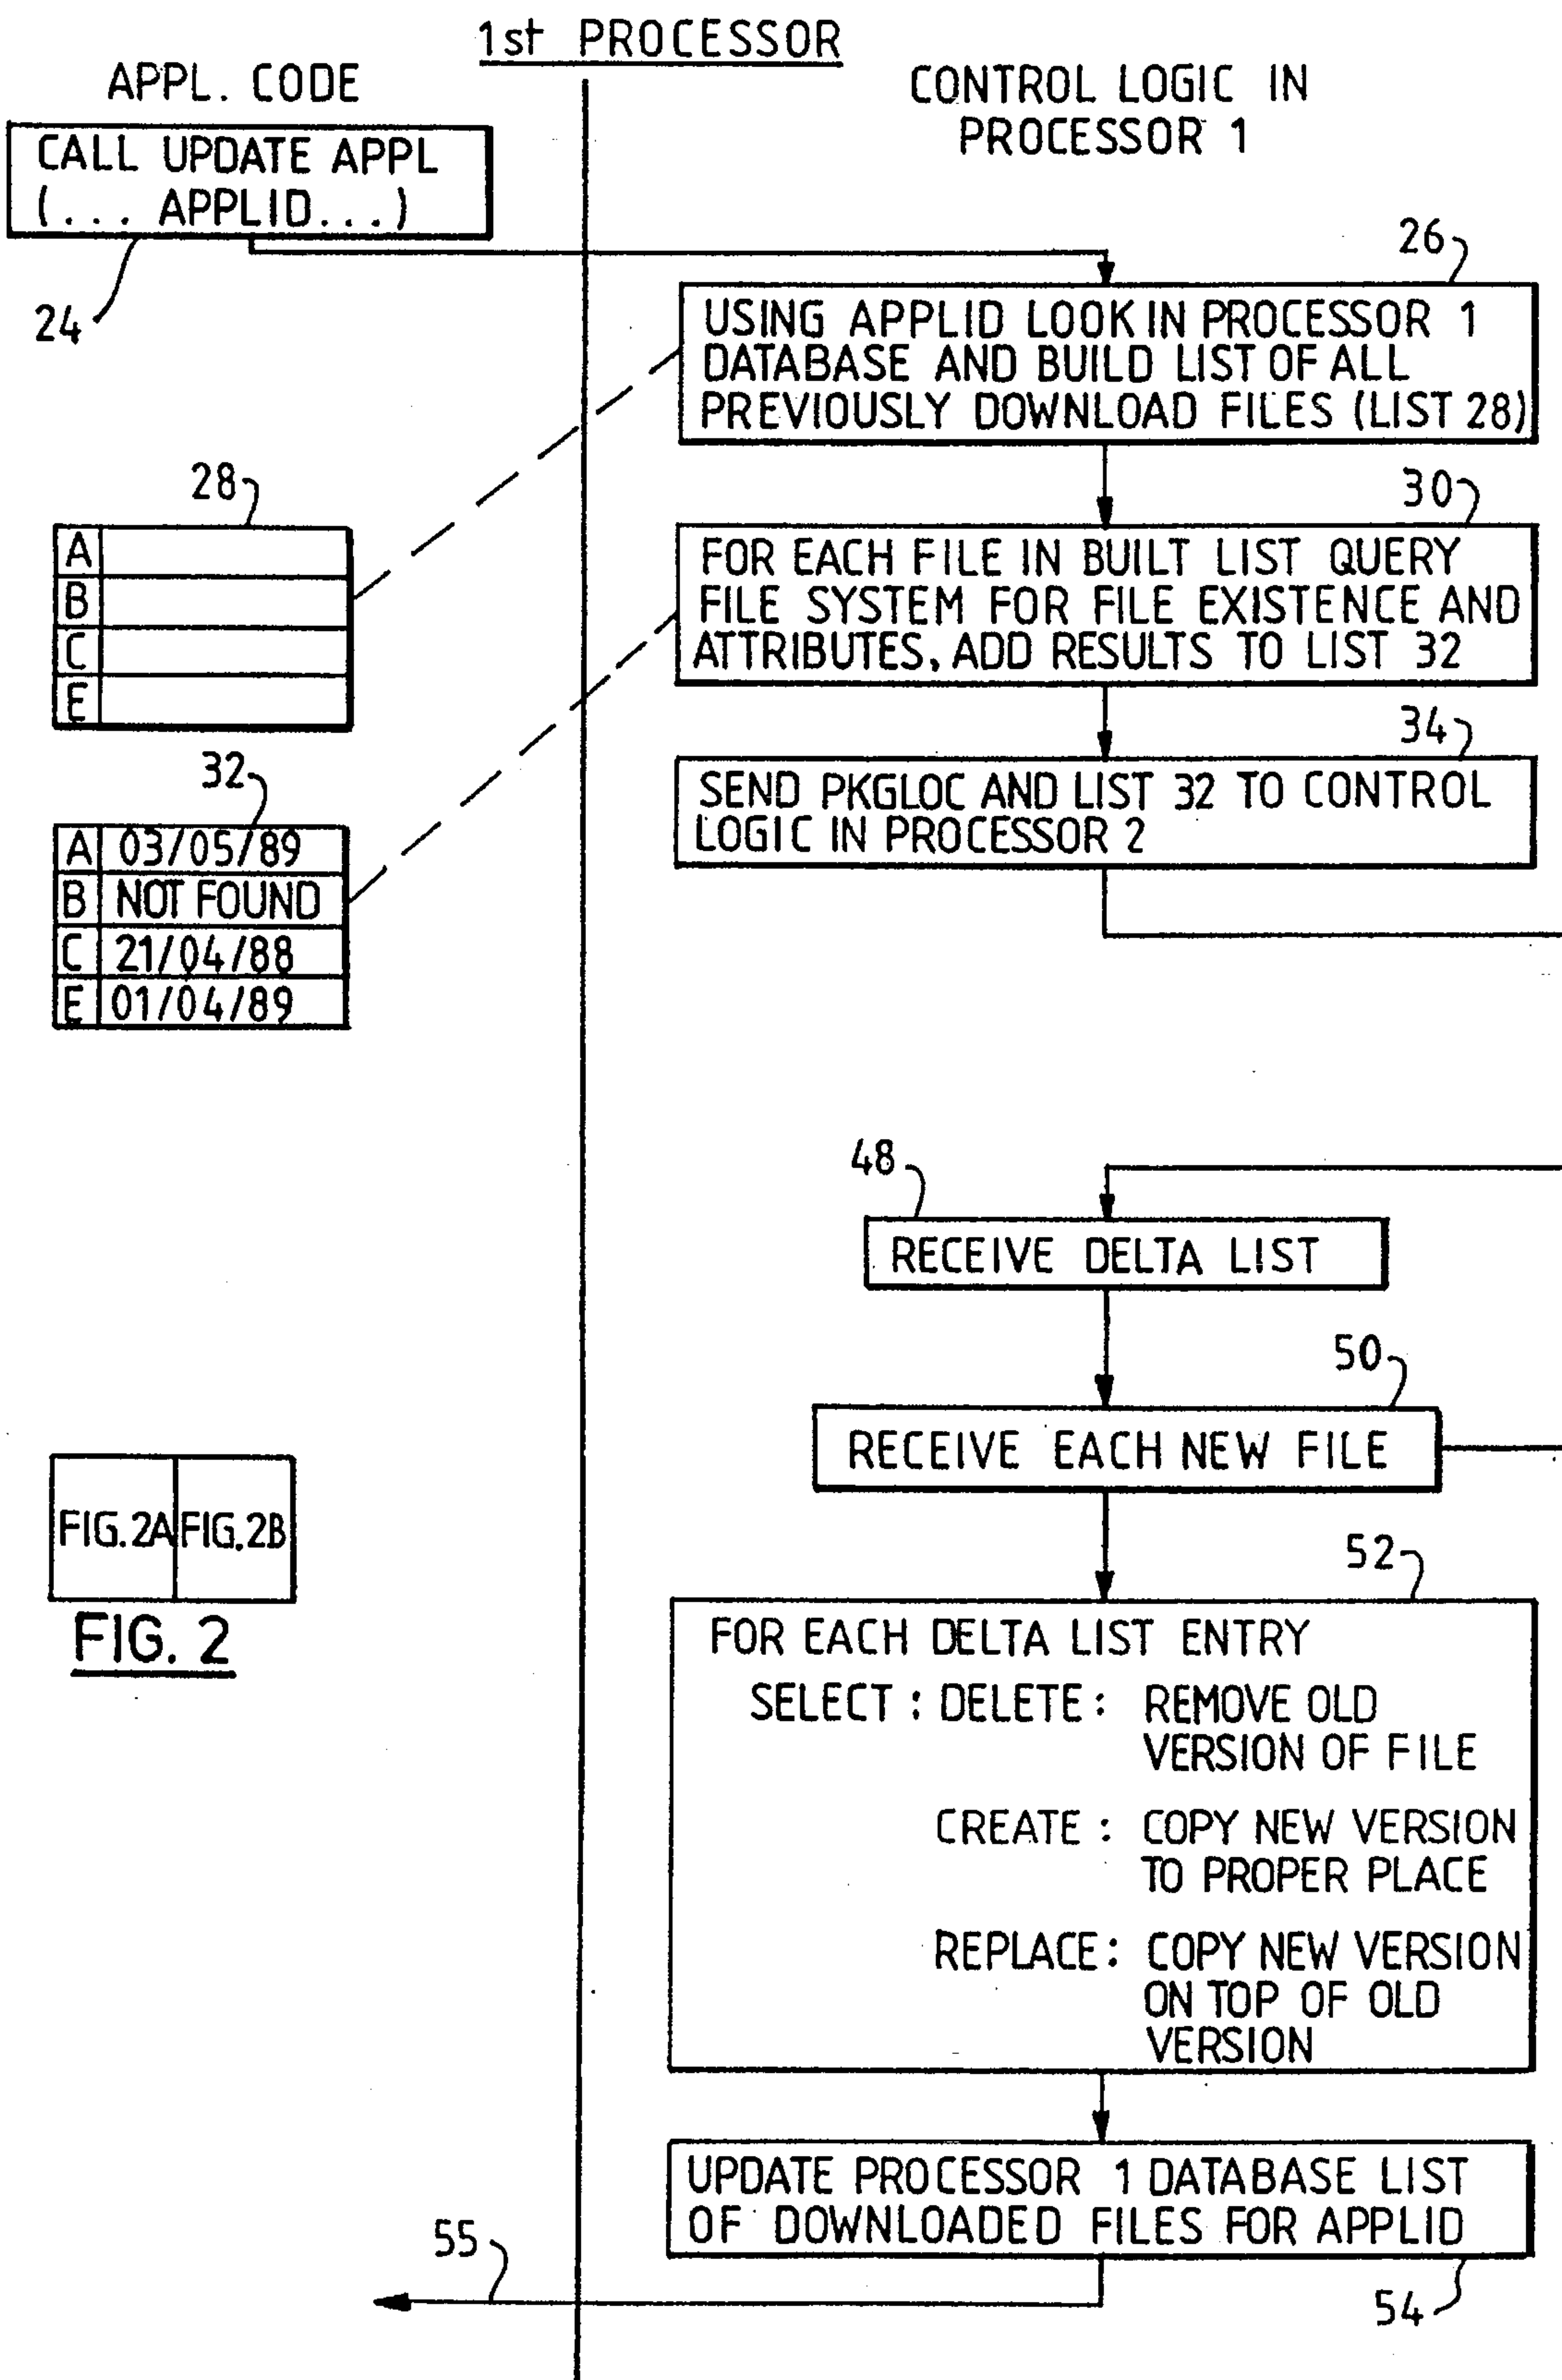 1st PROCESSOR
APPL. CODE
CONTROL LOGIC IN
PROCESSOR 1
CALL UPDATE APPL
(... APPLID...)
24
26
USING APPLID LOOK IN PROCESSOR 1
DATABASE AND BUILD LIST OF ALL
PREVIOUSLY DOWNLOAD FILES (LIST 28)
28
A
B
C
E
30
FOR EACH FILE IN BUILT LIST QUERY
FILE SYSTEM FOR FILE EXISTENCE AND
ATTRIBUTES, ADD RESULTS TO LIST 32
32
A 03/05/89
B NOT FOUND
C 21/04/88
E 01/04/89
34
SEND PKGLOC AND LIST 32 TO CONTROL
LOGIC IN PROCESSOR 2
48
RECEIVE DELTA LIST
50
RECEIVE EACH NEW FILE
FIG. 2A FIG. 2B
FIG. 2
52
FOR EACH DELTA LIST ENTRY
SELECT : DELETE : REMOVE OLD
VERSION OF FILE
CREATE : COPY NEW VERSION
TO PROPER PLACE
REPLACE : COPY NEW VERSION
ON TOP OF OLD
VERSION
UPDATE PROCESSOR 1 DATABASE LIST
OF DOWNLOADED FILES FOR APPLID
55
54